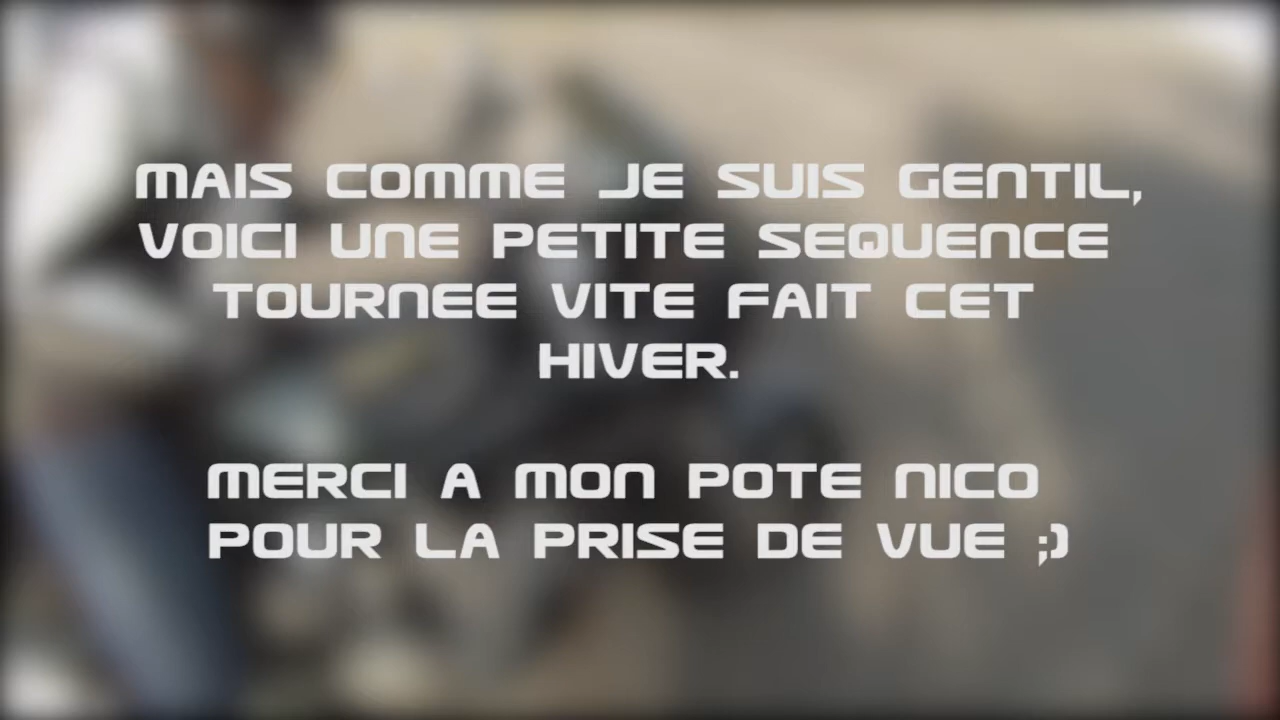 MAIS COMME JE SUIS GENTIL,
VOICI UNE PETITE SEQUENCE
TOURNEE VITE FAIT CET
HIVER.
MERCI A MON POTE NICO
POUR LA PRISE DE VUE ;)